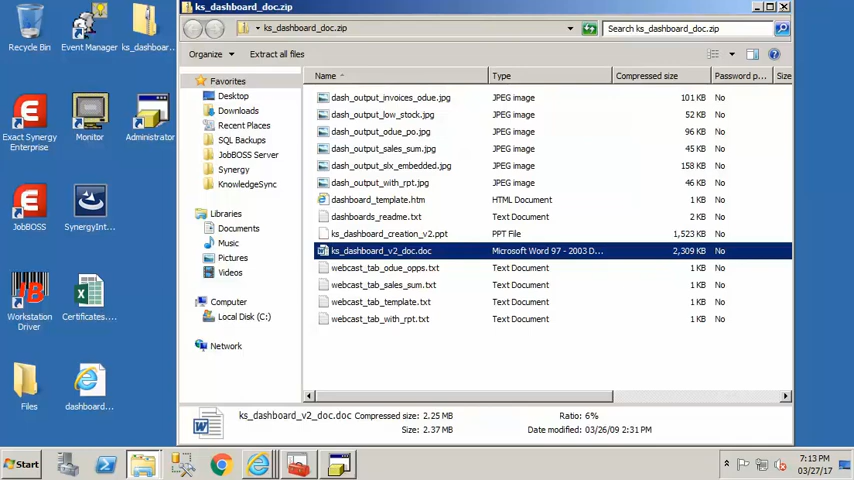 ks_dashboard_doc.zip
ks_dashboard_doc.zip
Search ks_dashboard_doc.zip
Organize
Extract all files
Name
Type
Compressed size
Password p...
Size
Favorites
Desktop
Downloads
Recent Places
SQL Backups
JobBOSS Server
Synergy
KnowledgeSync
Libraries
Documents
Music
Pictures
Videos
Computer
Local Disk (C:)
Network
dash_output_invoices_odue.jpg JPEG image 101 KB No
dash_output_low_stock.jpg JPEG image 52 KB No
dash_output_odue_po.jpg JPEG image 96 KB No
dash_output_sales_sum.jpg JPEG image 45 KB No
dash_output_slx_embedded.jpg JPEG image 158 KB No
dash_output_with_rpt.jpg JPEG image 46 KB No
dashboard_template.htm HTML Document 1 KB No
dashboards_readme.txt Text Document 2 KB No
ks_dashboard_creation_v2.ppt PPT File 1,523 KB No
ks_dashboard_v2_doc.doc Microsoft Word 97 - 2003 D... 2,309 KB No
webcast_tab_odue_opps.txt Text Document 1 KB No
webcast_tab_sales_sum.txt Text Document 1 KB No
webcast_tab_template.txt Text Document 1 KB No
webcast_tab_with_rpt.txt Text Document 1 KB No
ks_dashboard_v2_doc.doc Compressed size: 2.25 MB Ratio: 6%
Size: 2.37 MB Date modified: 03/26/09 2:31 PM
Recycle Bin
Event Manager
ks_dashboar...
Exact Synergy
Enterprise
Monitor
Administrator
JobBOSS
SynergyInt...
Workstation
Driver
Certificates....
Files
dashboard...
Start
7:13 PM
03/27/17